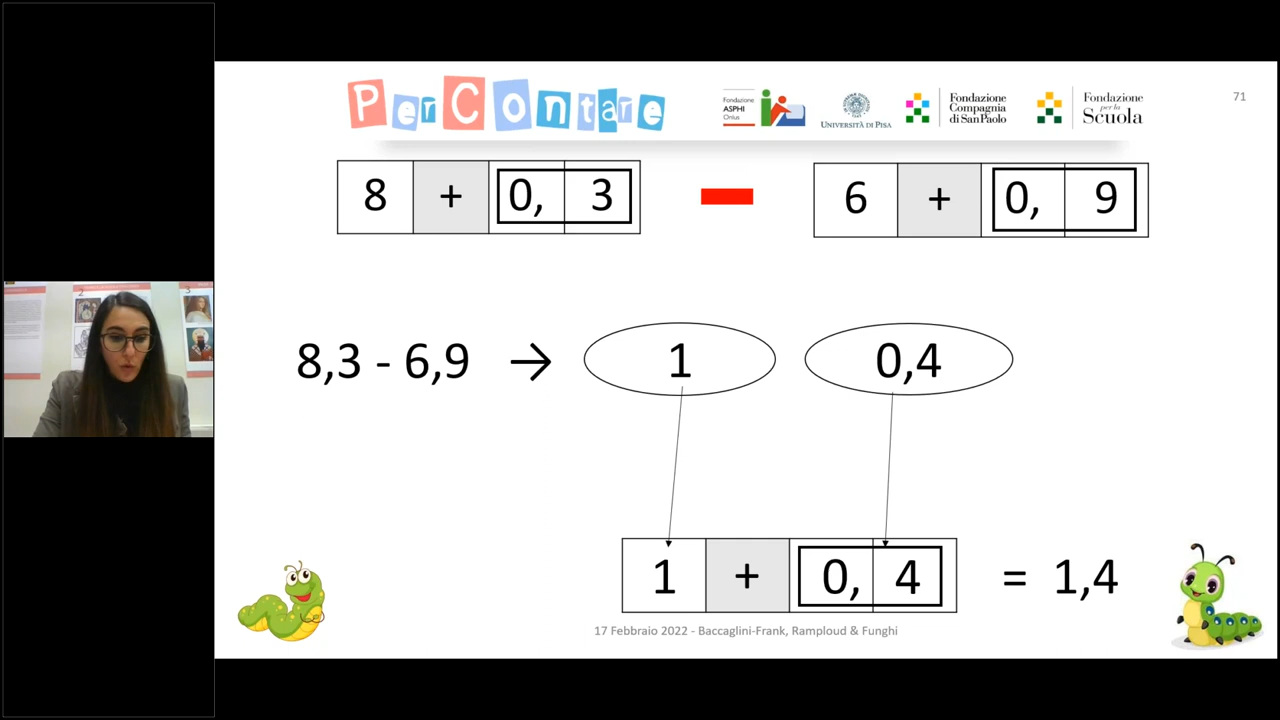 PerContare
Fondazione
ASPHI
Onlus
UNIVERSITÀ DI PISA
Fondazione
Compagnia
di San Paolo
Fondazione
per la
Scuola
71
8 + 0, 3 - 6 + 0, 9
8,3 - 6,9 → 1 0,4
1 + 0, 4 = 1,4
17 Febbraio 2022 - Baccaglini-Frank, Ramploud & Funghi
2
3